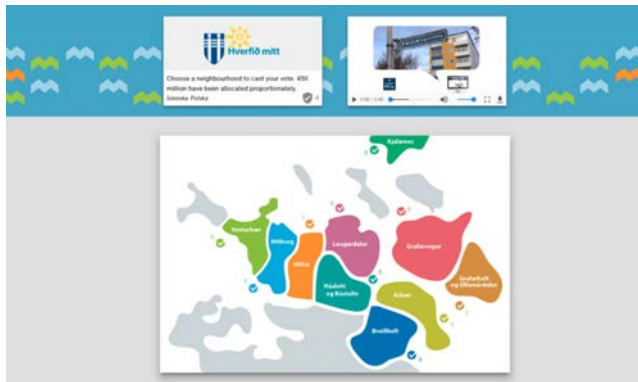 Hverfið mitt
Choose a neighbourhood to cast your vote. 450
million have been allocated proportionately
Íslenska Polska
Kjalarnes
Vesturbær
Miðborg
Hlíðar
Laugardalur
Grafarvogur
Háaleiti
og Bústaðir
Árbær
Grafarholt
og Úlfarsárdalur
Breiðholt